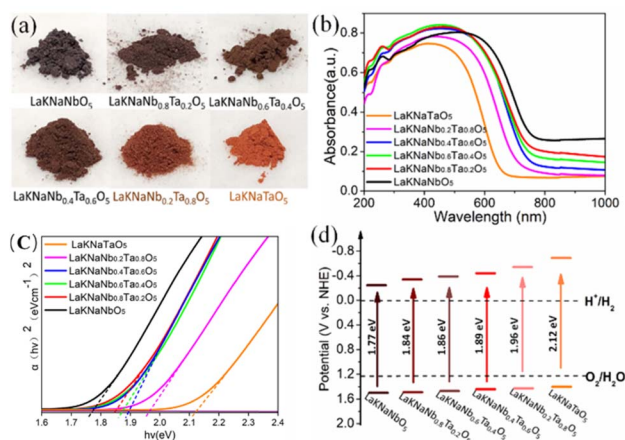 (a)
LaKNaNbO₅
LaKNaNb₀.₈Ta₀.₂O₅
LaKNaNb₀.₆Ta₀.₄O₅
LaKNaNb₀.₄Ta₀.₆O₅
LaKNaNb₀.₂Ta₀.₈O₅
LaKNaTaO₅
(b)
Absorbance(a.u.)
0.8
0.6
0.4
0.2
0.0
LaKNaTaO₅
LaKNaNb₀.₂Ta₀.₈O₅
LaKNaNb₀.₄Ta₀.₆O₅
LaKNaNb₀.₆Ta₀.₄O₅
LaKNaNb₀.₈Ta₀.₂O₅
LaKNaNbO₅
200 400 600 800 1000
Wavelength (nm)
(C)
α (hv)² (eVcm⁻¹)²
LaKNaTaO₅
LaKNaNb₀.₂Ta₀.₈O₅
LaKNaNb₀.₄Ta₀.₆O₅
LaKNaNb₀.₆Ta₀.₄O₅
LaKNaNb₀.₈Ta₀.₂O₅
LaKNaNbO₅
1.6 1.7 1.8 1.9 2.0 2.1 2.2 2.3 2.4
hv(eV)
(d)
Potential (V vs. NHE)
-0.8
-0.4
0.0
0.4
0.8
1.2
1.6
2.0
H⁺/H₂
O₂/H₂O
1.77 eV
1.84 eV
1.86 eV
1.89 eV
1.96 eV
2.12 eV
LaKNaNbO₅
LaKNaNb₀.₈Ta₀.₂O₅
LaKNaNb₀.₆Ta₀.₄O₅
LaKNaNb₀.₄Ta₀.₆O₅
LaKNaNb₀.₂Ta₀.₈O₅
LaKNaTaO₅